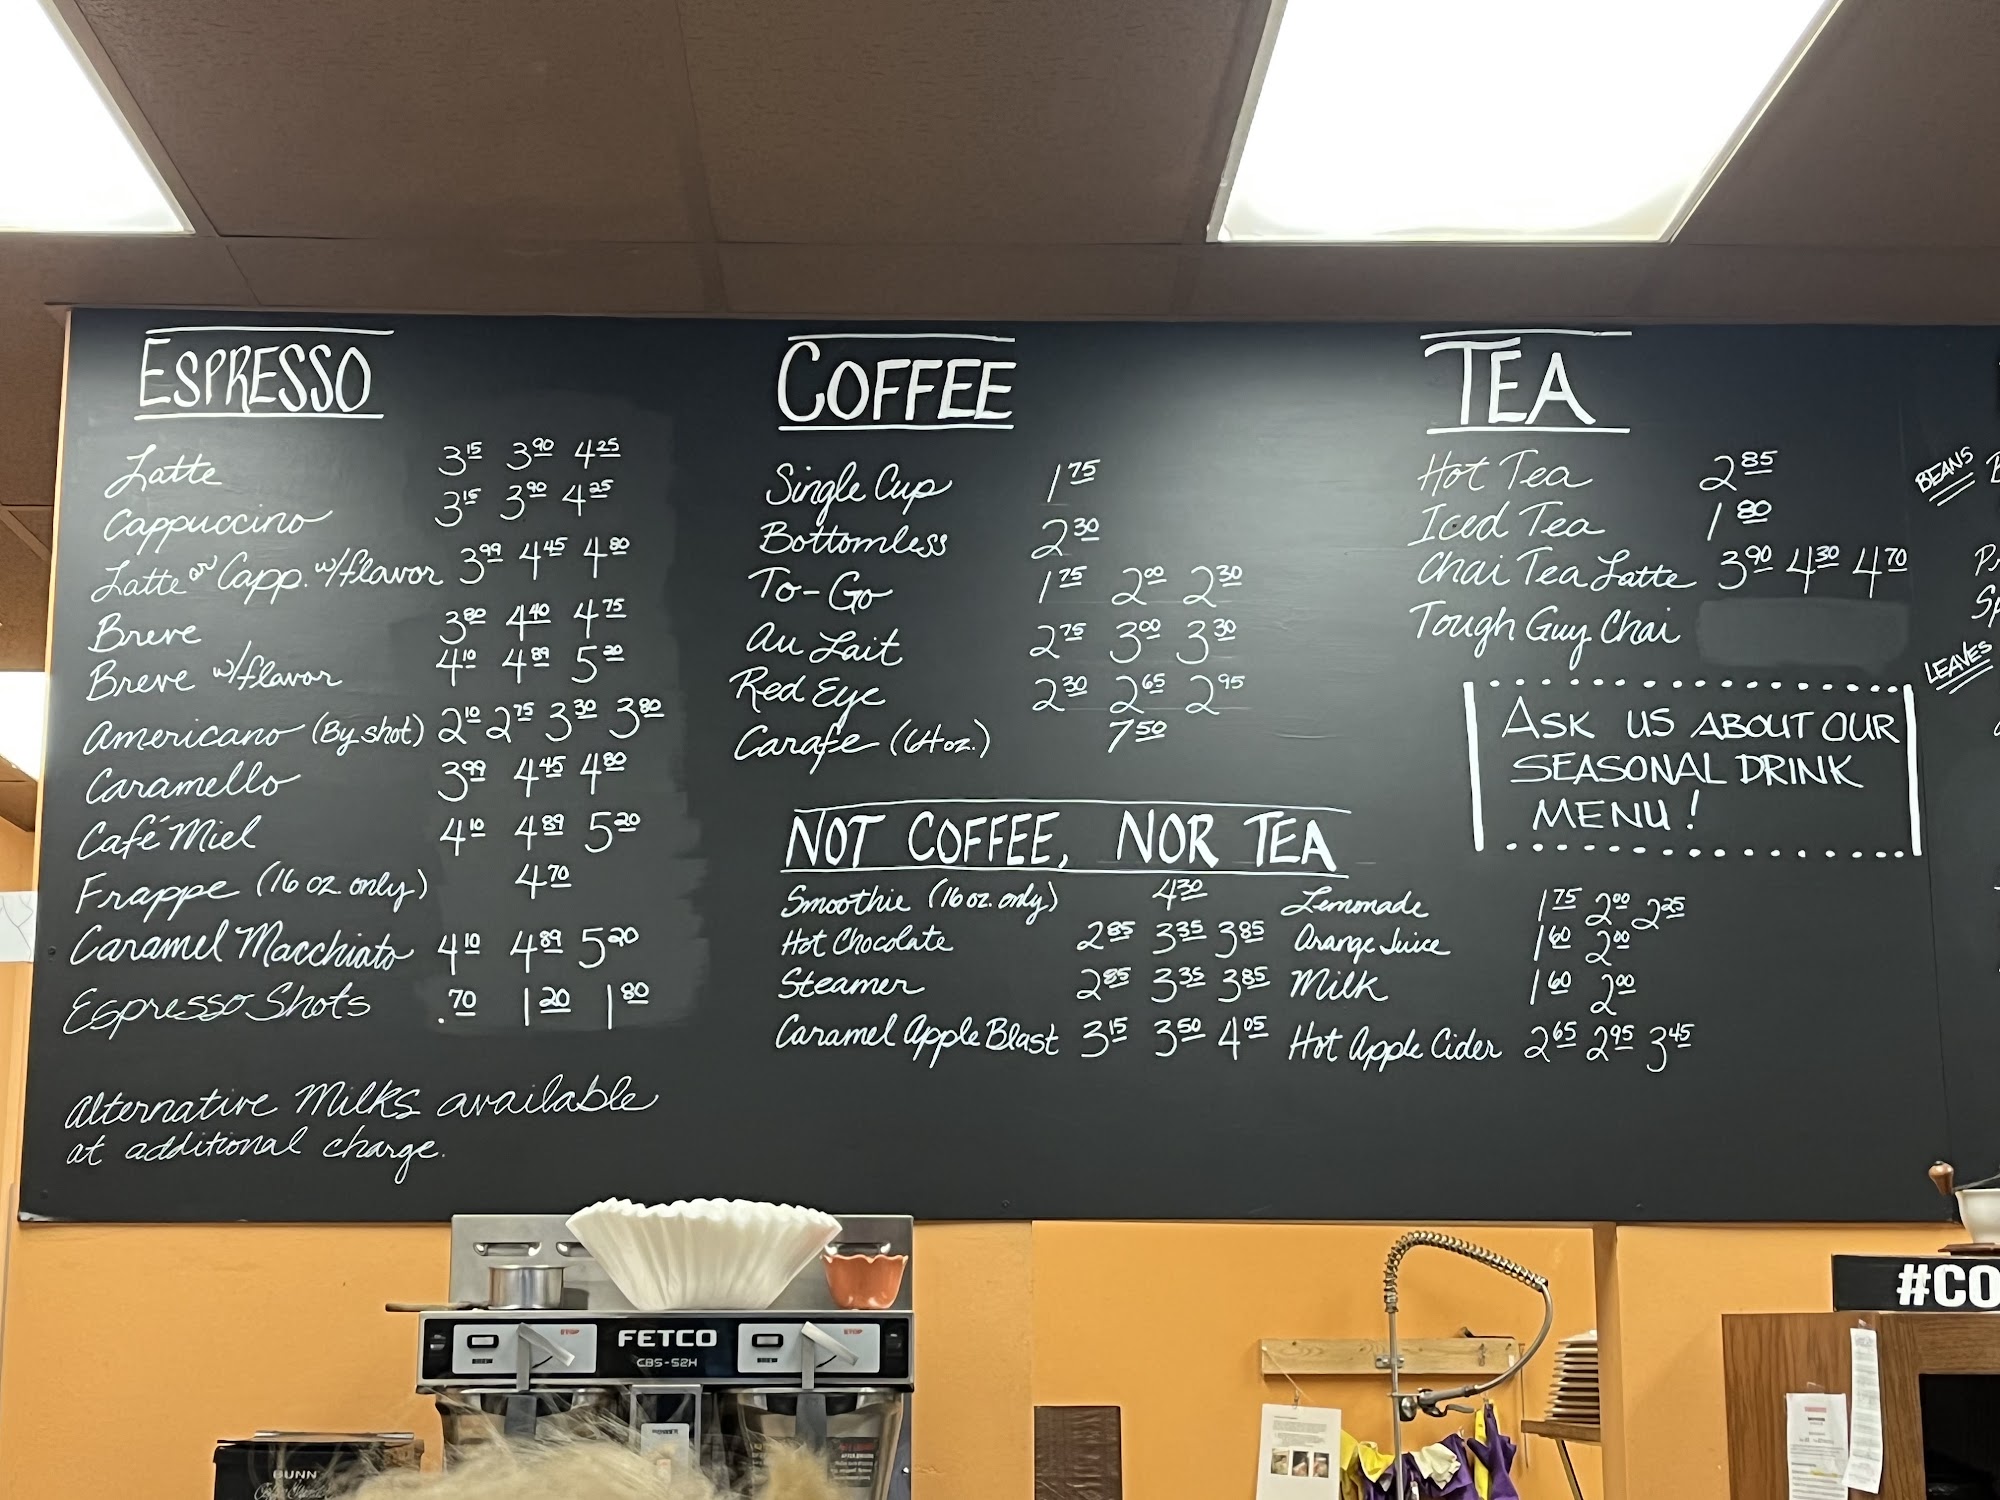 ESPRESSO
Latte 3.15 3.90 4.25
Cappuccino 3.15 3.90 4.25
Latte or Capp. w/flavor 3.99 4.45 4.80
Breve 3.80 4.40 4.75
Breve w/flavor 4.10 4.89 5.20
Americano (By shot) 2.10 2.75 3.30 3.80
Caramello 3.99 4.45 4.80
Café Miel 4.10 4.89 5.20
Frappe (16 oz only) 4.70
Caramel Macchiato 4.10 4.89 5.20
Espresso Shots .70 1.20 1.80
Alternative Milks available
at additional charge.
COFFEE
Single Cup 1.75
Bottomless 2.30
To-Go 1.75 2.00 2.30
Au Lait 2.75 3.00 3.30
Red Eye 2.30 2.65 2.95
Carafe (64 oz.) 7.50
NOT COFFEE, NOR TEA
Smoothie (16 oz. only) 4.30
Hot Chocolate 2.85 3.35 3.85
Steamer 2.85 3.35 3.85
Caramel Apple Blast 3.15 3.50 4.05
Lemonade 1.75 2.00 2.25
Orange Juice 1.60 2.00
Milk 1.60 2.00
Hot Apple Cider 2.65 2.95 3.45
TEA
Hot Tea 2.85
Iced Tea 1.80
Chai Tea Latte 3.90 4.30 4.70
Tough Guy Chai
ASK US ABOUT OUR
SEASONAL DRINK
MENU!
BEANS
LEAVES
#CO
FETCO
CBS-52H
STOP
STOP
BUNN